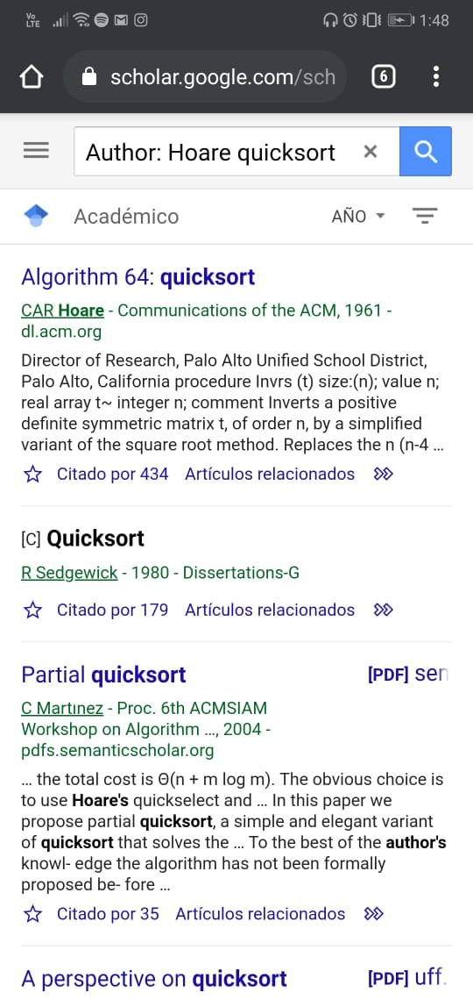 Vo
LTE
1:48
scholar.google.com/sch
6
Author: Hoare quicksort
Académico
AÑO
Algorithm 64: quicksort
CAR Hoare - Communications of the ACM, 1961 -
dl.acm.org
Director of Research, Palo Alto Unified School District,
Palo Alto, California procedure Invrs (t) size:(n); value n;
real array t~ integer n; comment Inverts a positive
definite symmetric matrix t, of order n, by a simplified
variant of the square root method. Replaces the n (n-4 ...
Citado por 434 Artículos relacionados
[C] Quicksort
R Sedgewick - 1980 - Dissertations-G
Citado por 179 Artículos relacionados
Partial quicksort [PDF] sem
C Martınez - Proc. 6th ACMSIAM
Workshop on Algorithm ..., 2004 -
pdfs.semanticscholar.org
... the total cost is Θ(n + m log m). The obvious choice is
to use Hoare's quickselect and ... In this paper we
propose partial quicksort, a simple and elegant variant
of quicksort that solves the ... To the best of the author's
knowl- edge the algorithm has not been formally
proposed be- fore ...
Citado por 35 Artículos relacionados
A perspective on quicksort [PDF] uff.